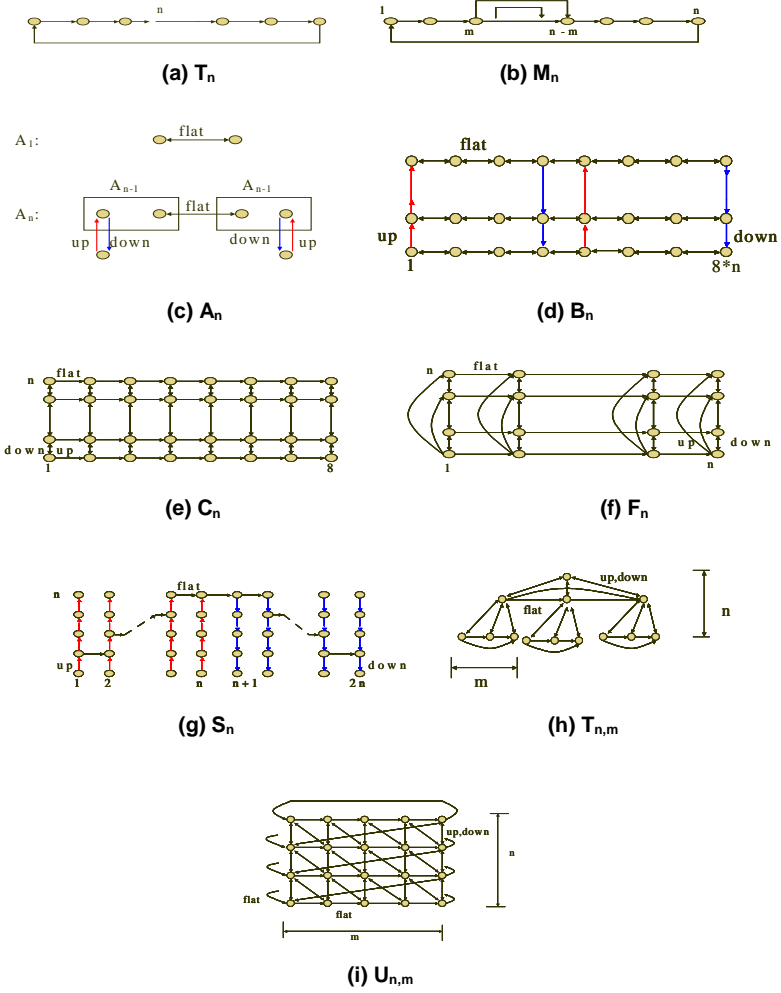 n
1 m n - m n
(a) Tn
(b) Mn
A1: flat
An-1 An-1
An: flat
up down down up
(c) An
flat
up down
1 8*n
(d) Bn
n flat
down up
1 8
(e) Cn
n flat
up down
1 n
(f) Fn
n flat
up down
1 2 n n+1 2n
(g) Sn
up,down
flat n
m
(h) Tn,m
up,down
n
flat flat
m
(i) Un,m